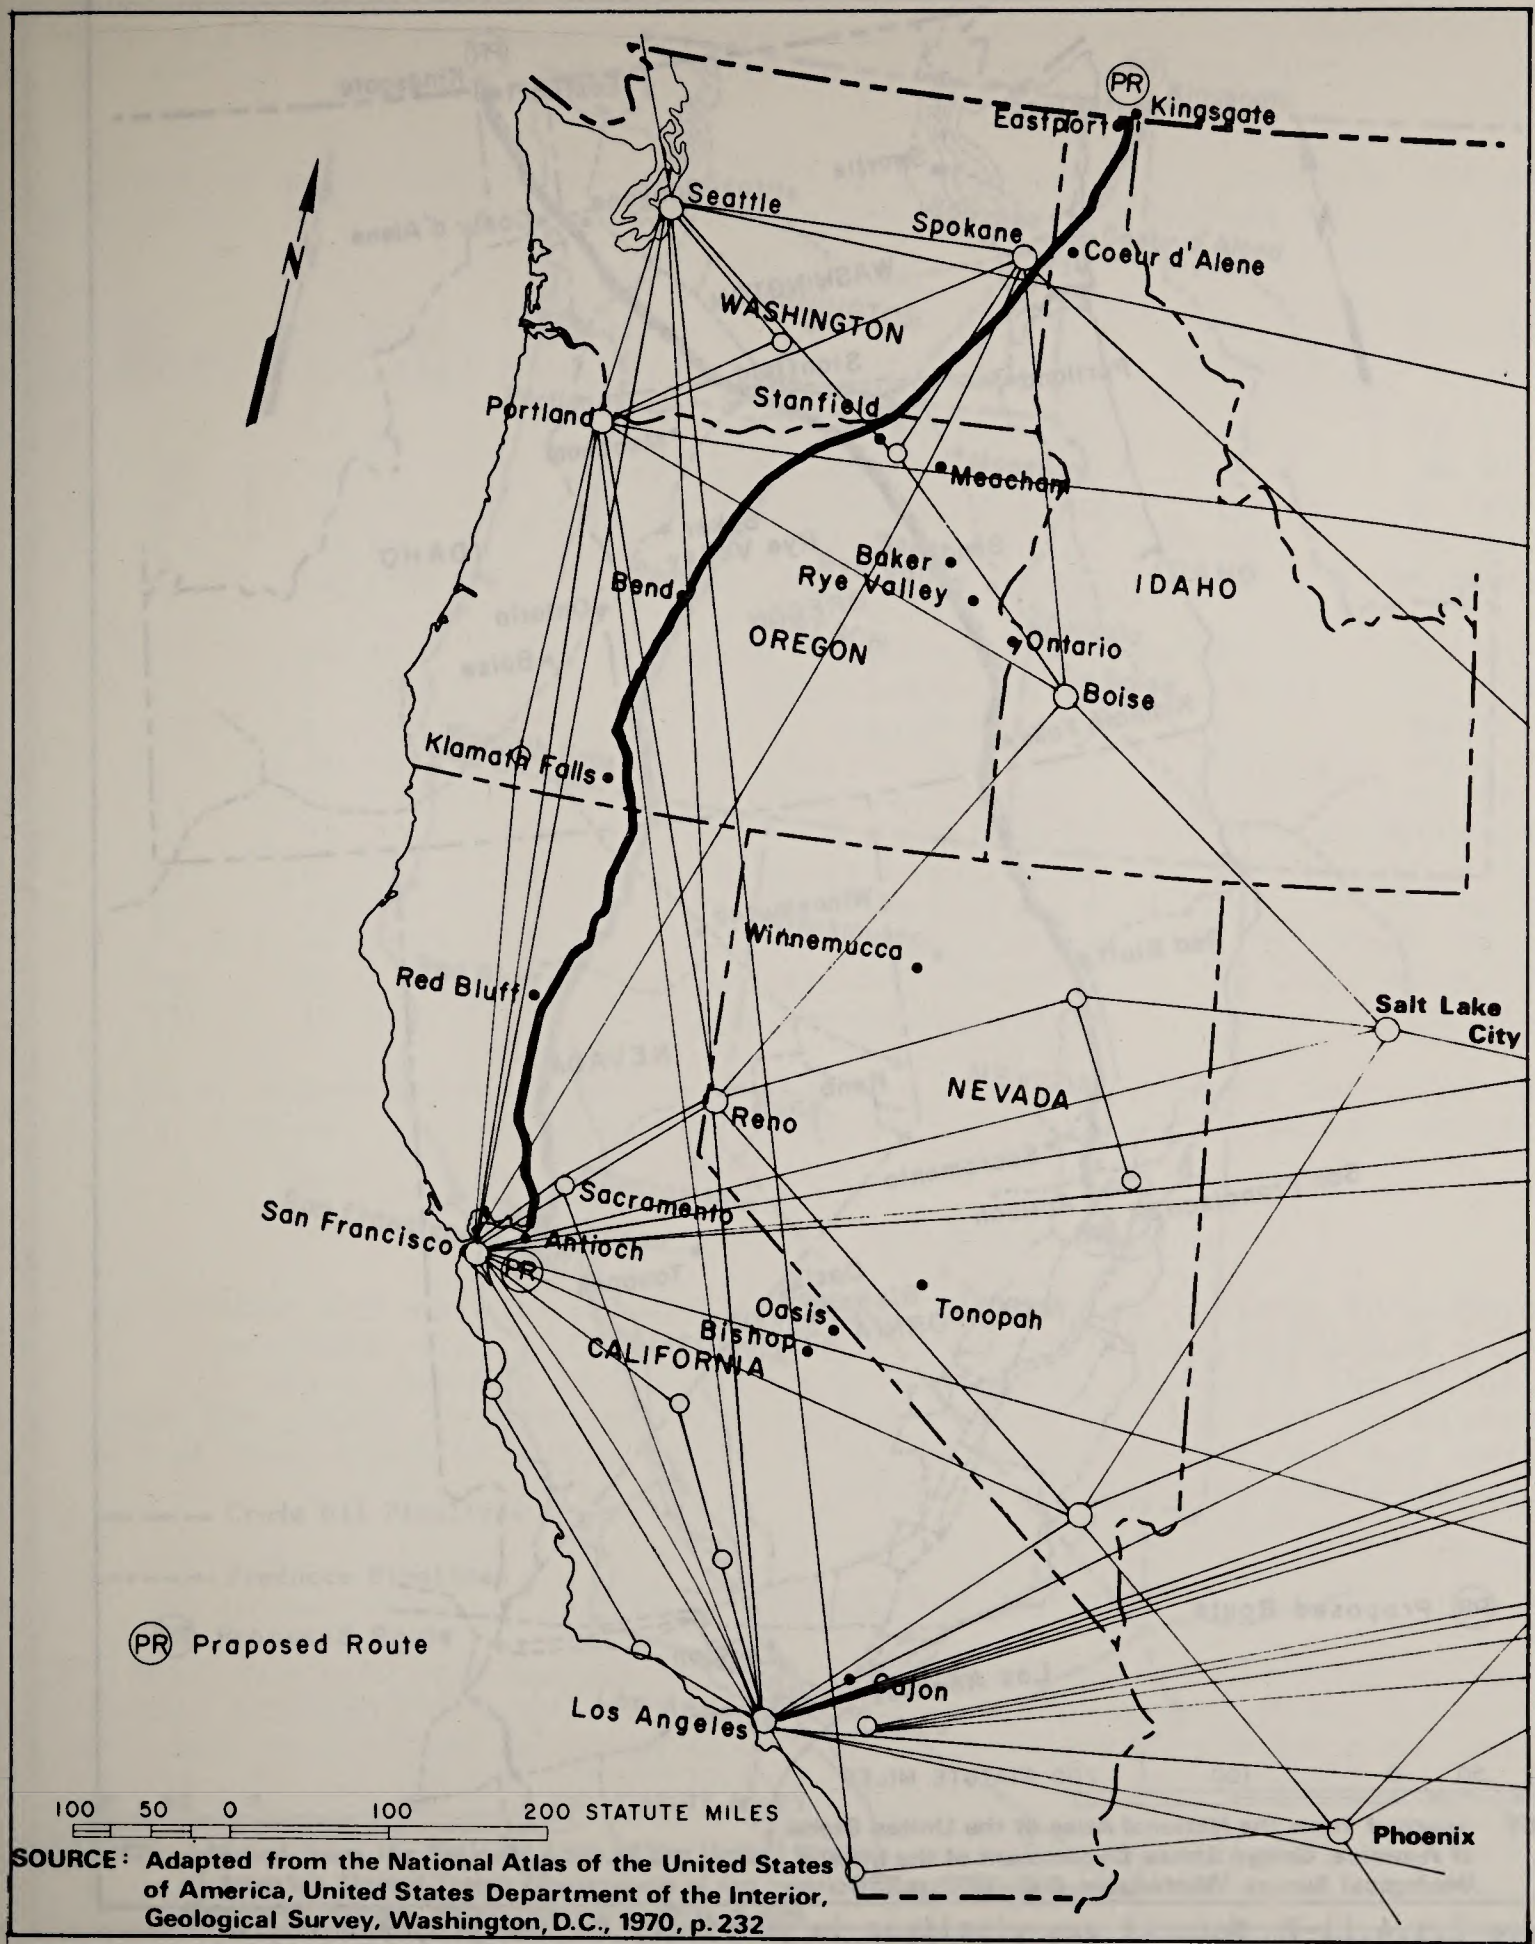 PR
Kingsgate
Eastport
Seattle
Spokane
Coeur d'Alene
WASHINGTON
Stanfield
Portland
Meacham
Baker
Rye Valley
IDAHO
Bend
OREGON
Ontario
Boise
Klamath Falls
Winnemucca
Red Bluff
Salt Lake
City
NEVADA
Reno
Sacramento
San Francisco
Antioch
PR
Oasis
Tonopah
Bishop
CALIFORNIA
PR Praposed Route
Cajon
Los Angeles
Phoenix
100 50 0 100 200 STATUTE MILES
SOURCE: Adapted from the National Atlas of the United States
of America, United States Department of the Interior,
Geological Survey, Washington, D.C., 1970, p. 232
N